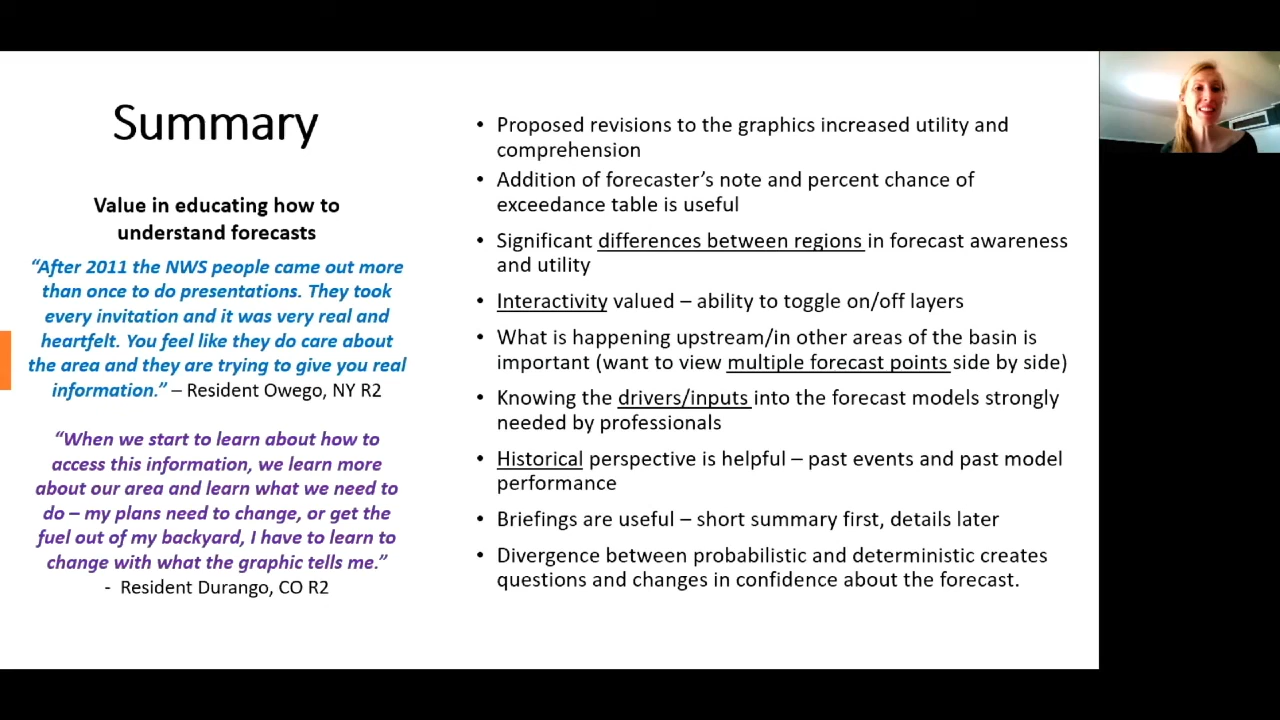 Summary
Value in educating how to
understand forecasts
“After 2011 the NWS people came out more
than once to do presentations. They took
every invitation and it was very real and
heartfelt. You feel like they do care about
the area and they are trying to give you real
information.” – Resident Owego, NY R2
“When we start to learn about how to
access this information, we learn more
about our area and learn what we need to
do – my plans need to change, or get the
fuel out of my backyard, I have to learn to
change with what the graphic tells me.”
- Resident Durango, CO R2
• Proposed revisions to the graphics increased utility and
comprehension
• Addition of forecaster’s note and percent chance of
exceedance table is useful
• Significant differences between regions in forecast awareness
and utility
• Interactivity valued – ability to toggle on/off layers
• What is happening upstream/in other areas of the basin is
important (want to view multiple forecast points side by side)
• Knowing the drivers/inputs into the forecast models strongly
needed by professionals
• Historical perspective is helpful – past events and past model
performance
• Briefings are useful – short summary first, details later
• Divergence between probabilistic and deterministic creates
questions and changes in confidence about the forecast.